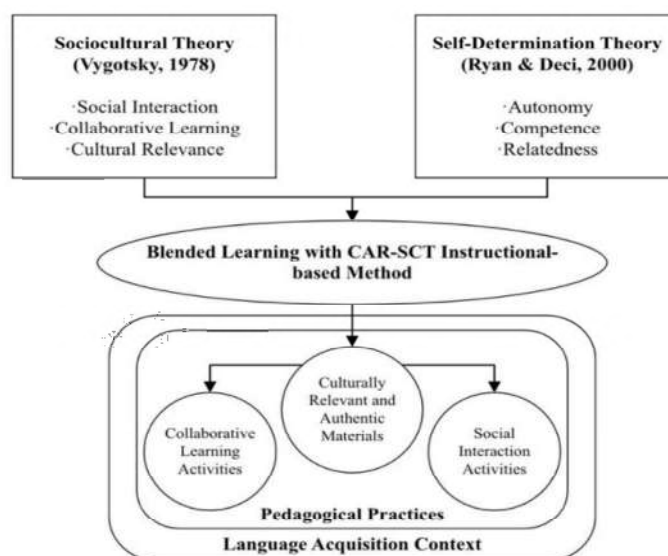 Sociocultural Theory
(Vygotsky, 1978)
·Social Interaction
·Collaborative Learning
·Cultural Relevance
Self-Determination Theory
(Ryan & Deci, 2000)
·Autonomy
·Competence
·Relatedness
Blended Learning with CAR-SCT Instructional-
based Method
Culturally
Relevant and
Authentic
Materials
Collaborative
Learning
Activities
Social
Interaction
Activities
Pedagogical Practices
Language Acquisition Context